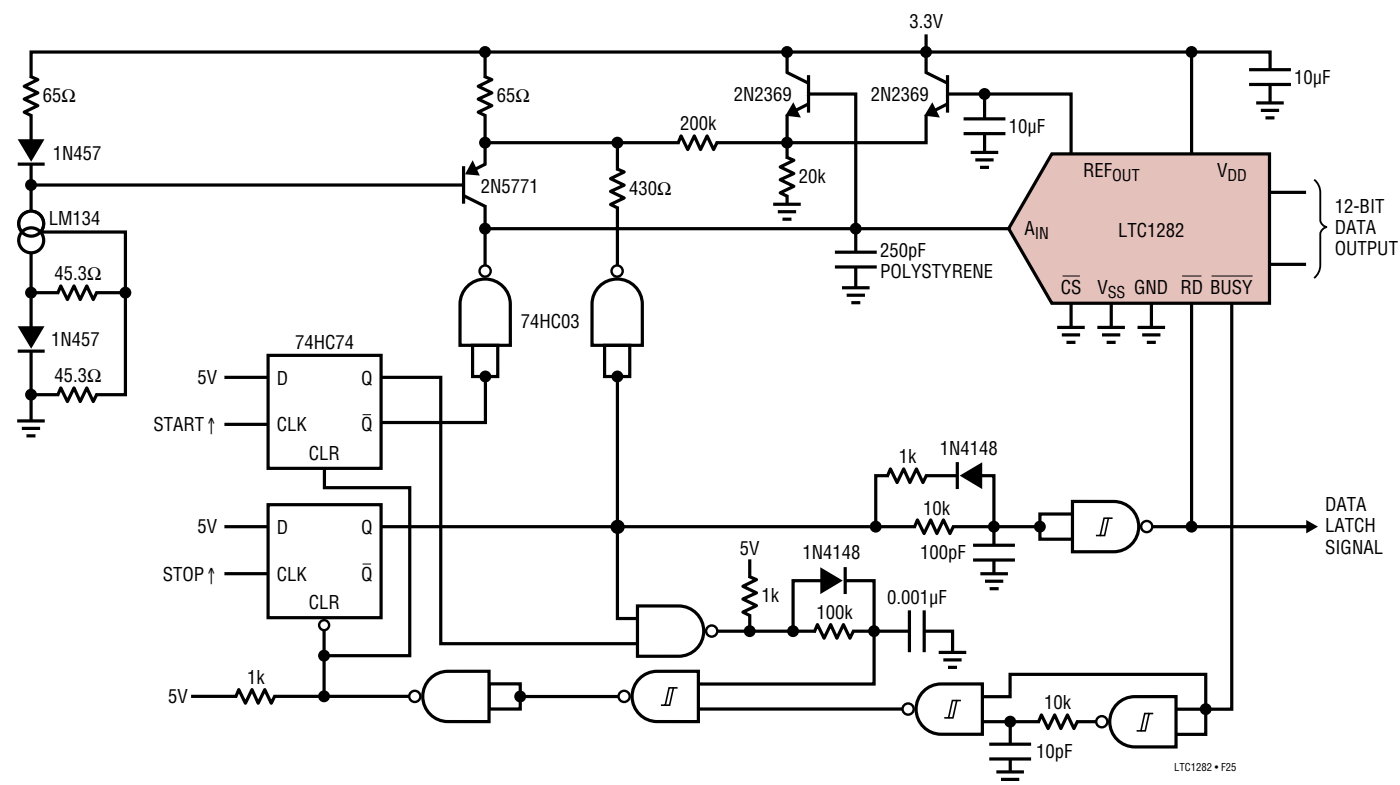 3.3V
65Ω
1N457
LM134
45.3Ω
1N457
45.3Ω
65Ω
2N5771
200k
430Ω
2N2369
2N2369
20k
10µF
10µF
250pF
POLYSTYRENE
REFOUT
VDD
AIN
LTC1282
CS
VSS
GND
RD
BUSY
12-BIT
DATA
OUTPUT
74HC03
74HC74
5V
D
Q
START↑
CLK
Q̅
CLR
5V
D
Q
STOP↑
CLK
Q̅
CLR
1k
1N4148
10k
100pF
DATA
LATCH
SIGNAL
5V
1k
1N4148
100k
0.001µF
5V
1k
10k
10pF
LTC1282 • F25